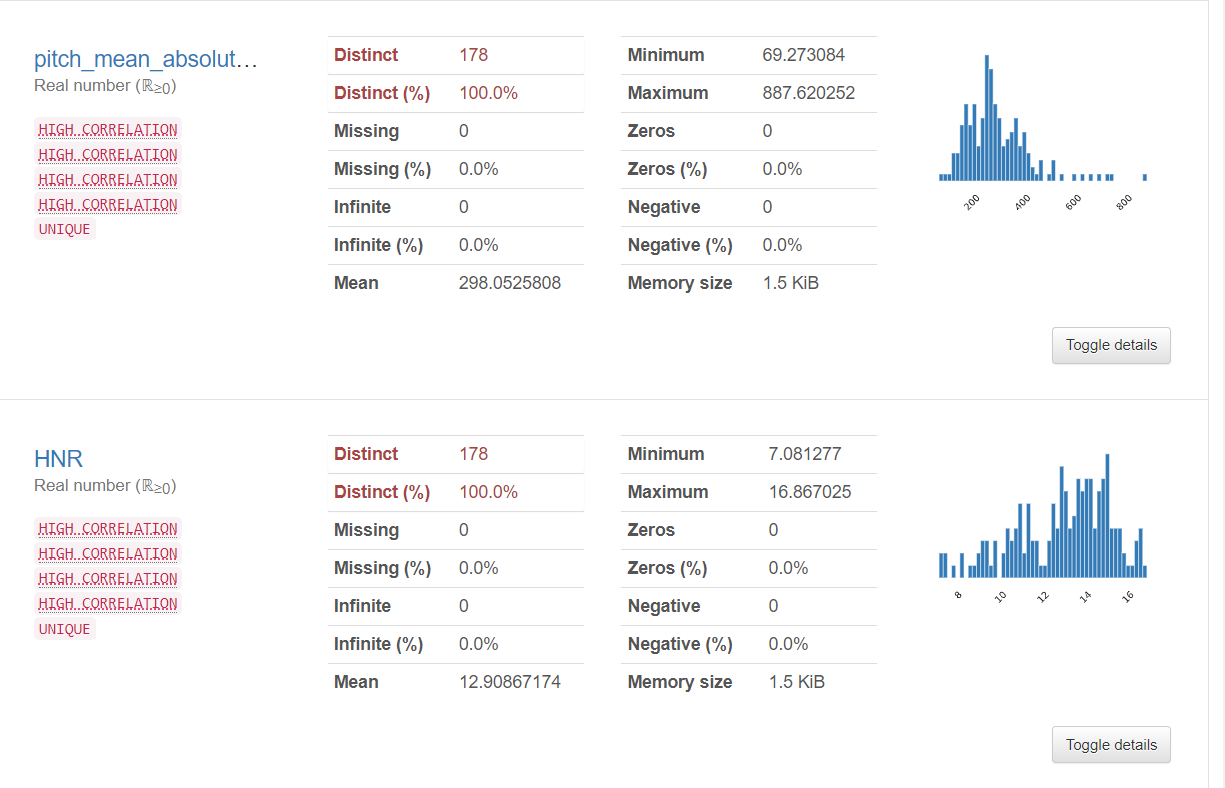 pitch_mean_absolut…
Real number (ℝ≥0)
HIGH CORRELATION
HIGH CORRELATION
HIGH CORRELATION
HIGH CORRELATION
UNIQUE
Distinct 178
Distinct (%) 100.0%
Missing 0
Missing (%) 0.0%
Infinite 0
Infinite (%) 0.0%
Mean 298.0525808
Minimum 69.273084
Maximum 887.620252
Zeros 0
Zeros (%) 0.0%
Negative 0
Negative (%) 0.0%
Memory size 1.5 KiB
200 400 600 800
Toggle details
HNR
Real number (ℝ≥0)
HIGH CORRELATION
HIGH CORRELATION
HIGH CORRELATION
HIGH CORRELATION
UNIQUE
Distinct 178
Distinct (%) 100.0%
Missing 0
Missing (%) 0.0%
Infinite 0
Infinite (%) 0.0%
Mean 12.90867174
Minimum 7.081277
Maximum 16.867025
Zeros 0
Zeros (%) 0.0%
Negative 0
Negative (%) 0.0%
Memory size 1.5 KiB
8 10 12 14 16
Toggle details